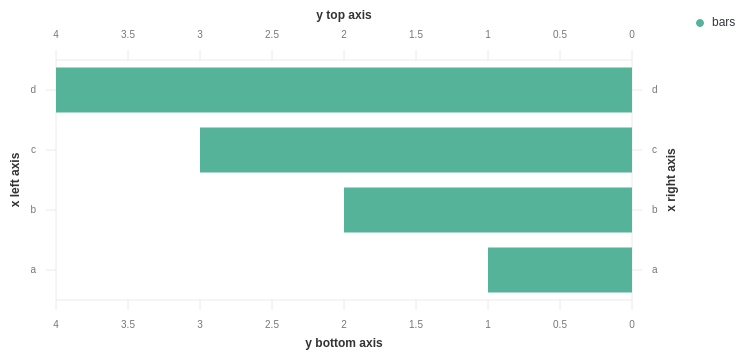 y top axis
bars
4 3.5 3 2.5 2 1.5 1 0.5 0
d d
c c
x left axis
x right axis
b b
a a
4 3.5 3 2.5 2 1.5 1 0.5 0
y bottom axis